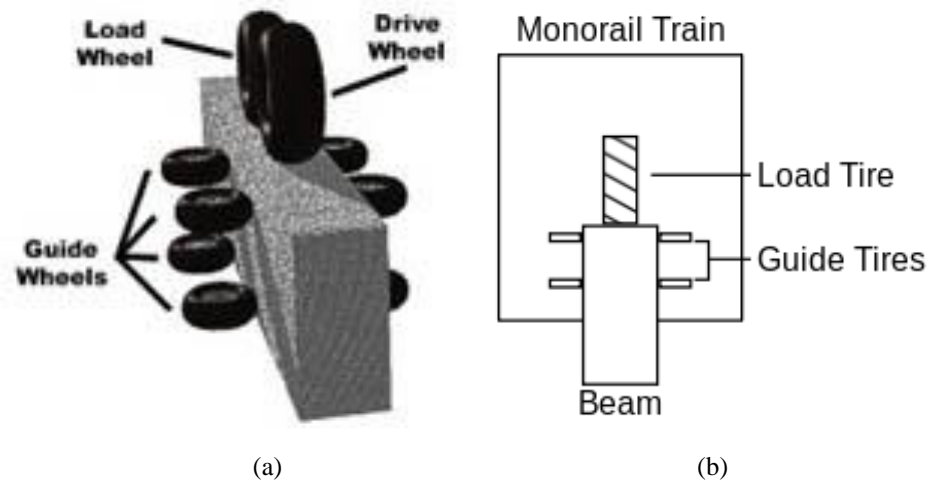 Load
Wheel
Drive
Wheel
Guide
Wheels
(a)
Monorail Train
Load Tire
Guide Tires
Beam
(b)